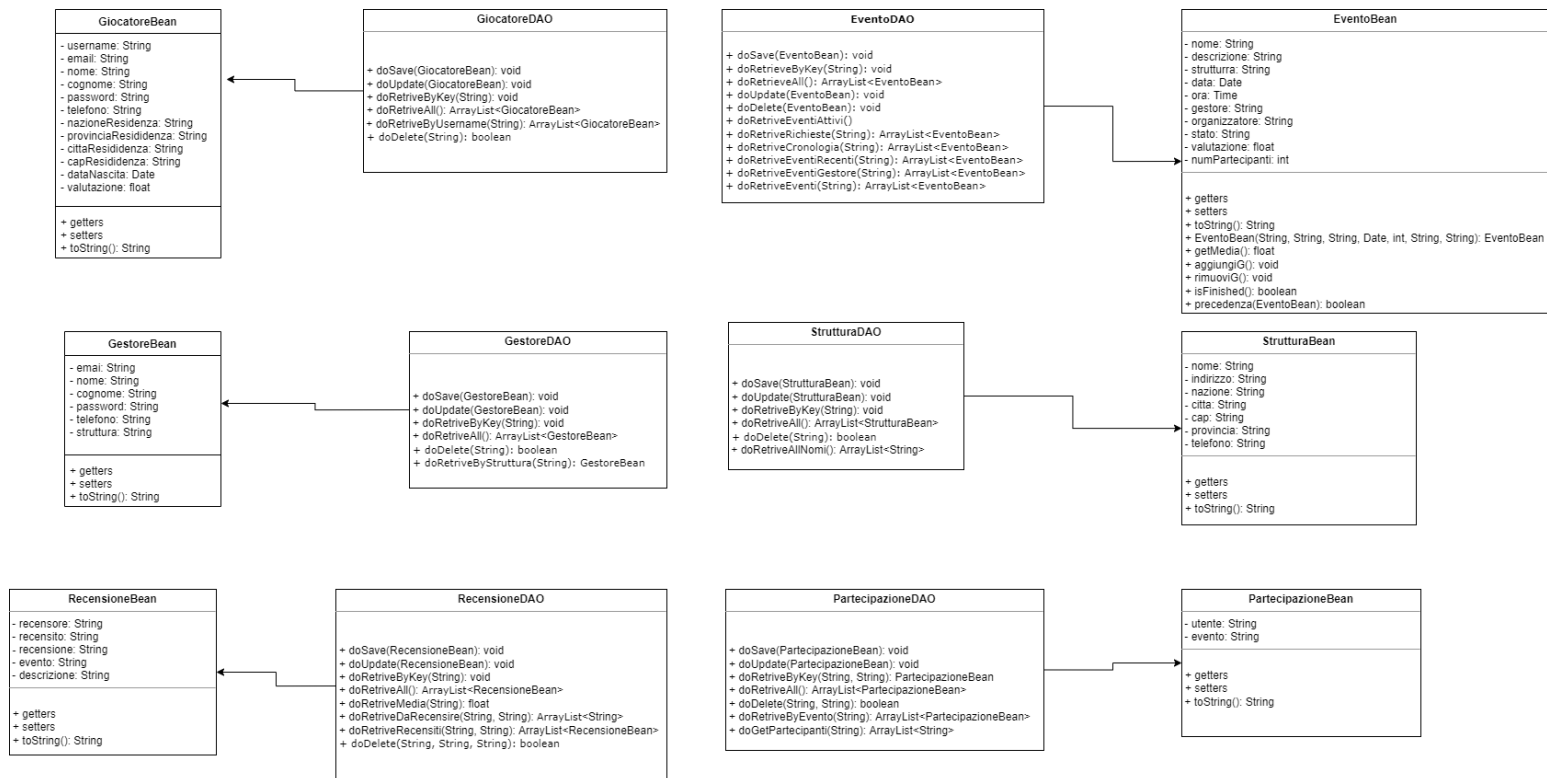 GiocatoreBean
- username: String
- email: String
- nome: String
- cognome: String
- password: String
- telefono: String
- nazioneResidenza: String
- provinciaResididenza: String
- cittaResididenza: String
- capResididenza: String
- dataNascita: Date
- valutazione: float
+ getters
+ setters
+ toString(): String
GiocatoreDAO
+ doSave(GiocatoreBean): void
+ doUpdate(GiocatoreBean): void
+ doRetriveByKey(String): void
+ doRetriveAll(): ArrayList<GiocatoreBean>
+ doRetriveByUsername(String): ArrayList<GiocatoreBean>
+ doDelete(String): boolean
EventoDAO
+ doSave(EventoBean): void
+ doRetrieveByKey(String): void
+ doRetrieveAll(): ArrayList<EventoBean>
+ doUpdate(EventoBean): void
+ doDelete(EventoBean): void
+ doRetriveEventiAttivi()
+ doRetriveRichieste(String): ArrayList<EventoBean>
+ doRetriveCronologia(String): ArrayList<EventoBean>
+ doRetriveEventiRecenti(String): ArrayList<EventoBean>
+ doRetriveEventiGestore(String): ArrayList<EventoBean>
+ doRetriveEventi(String): ArrayList<EventoBean>
EventoBean
- nome: String
- descrizione: String
- strutturra: String
- data: Date
- ora: Time
- gestore: String
- organizzatore: String
- stato: String
- valutazione: float
- numPartecipanti: int
+ getters
+ setters
+ toString(): String
+ EventoBean(String, String, String, Date, int, String, String): EventoBean
+ getMedia(): float
+ aggiungiG(): void
+ rimuoviG(): void
+ isFinished(): boolean
+ precedenza(EventoBean): boolean
GestoreBean
- emai: String
- nome: String
- cognome: String
- password: String
- telefono: String
- struttura: String
+ getters
+ setters
+ toString(): String
GestoreDAO
+ doSave(GestoreBean): void
+ doUpdate(GestoreBean): void
+ doRetriveByKey(String): void
+ doRetriveAll(): ArrayList<GestoreBean>
+ doDelete(String): boolean
+ doRetriveByStruttura(String): GestoreBean
StrutturaDAO
+ doSave(StrutturaBean): void
+ doUpdate(StrutturaBean): void
+ doRetriveByKey(String): void
+ doRetriveAll(): ArrayList<StrutturaBean>
+ doDelete(String): boolean
+ doRetriveAllNomi(): ArrayList<String>
StrutturaBean
- nome: String
- indirizzo: String
- nazione: String
- citta: String
- cap: String
- provincia: String
- telefono: String
+ getters
+ setters
+ toString(): String
RecensioneBean
- recensore: String
- recensito: String
- recensione: String
- evento: String
- descrizione: String
+ getters
+ setters
+ toString(): String
RecensioneDAO
+ doSave(RecensioneBean): void
+ doUpdate(RecensioneBean): void
+ doRetriveByKey(String): void
+ doRetriveAll(): ArrayList<RecensioneBean>
+ doRetriveMedia(String): float
+ doRetriveDaRecensire(String, String): ArrayList<String>
+ doRetriveRecensiti(String, String): ArrayList<RecensioneBean>
+ doDelete(String, String, String): boolean
PartecipazioneDAO
+ doSave(PartecipazioneBean): void
+ doUpdate(PartecipazioneBean): void
+ doRetriveByKey(String, String): PartecipazioneBean
+ doRetriveAll(): ArrayList<PartecipazioneBean>
+ doDelete(String, String): boolean
+ doRetriveByEvento(String): ArrayList<PartecipazioneBean>
+ doGetPartecipanti(String): ArrayList<String>
PartecipazioneBean
- utente: String
- evento: String
+ getters
+ setters
+ toString(): String